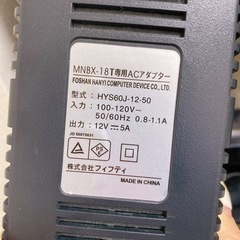 MNBX-18T専用ACアダプター
FOSHAN HANYI COMPUTER DEVICE CO., LTD.
型式：HYS60J-12-50
入力：100-120V~
50/60Hz 0.8-1.1A
出力：12V⎓5A
株式会社フィフティ
MADE IN CHINA